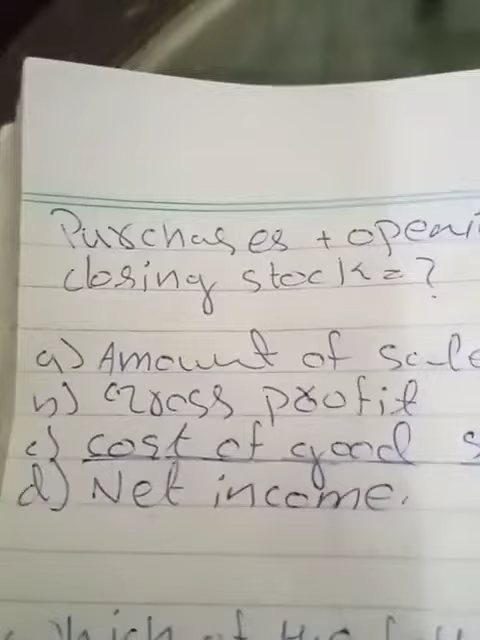 Purchases + openi
closing stock = ?
a) Amount of sale
b) Gross profit
c) cost of good s
d) Net income.